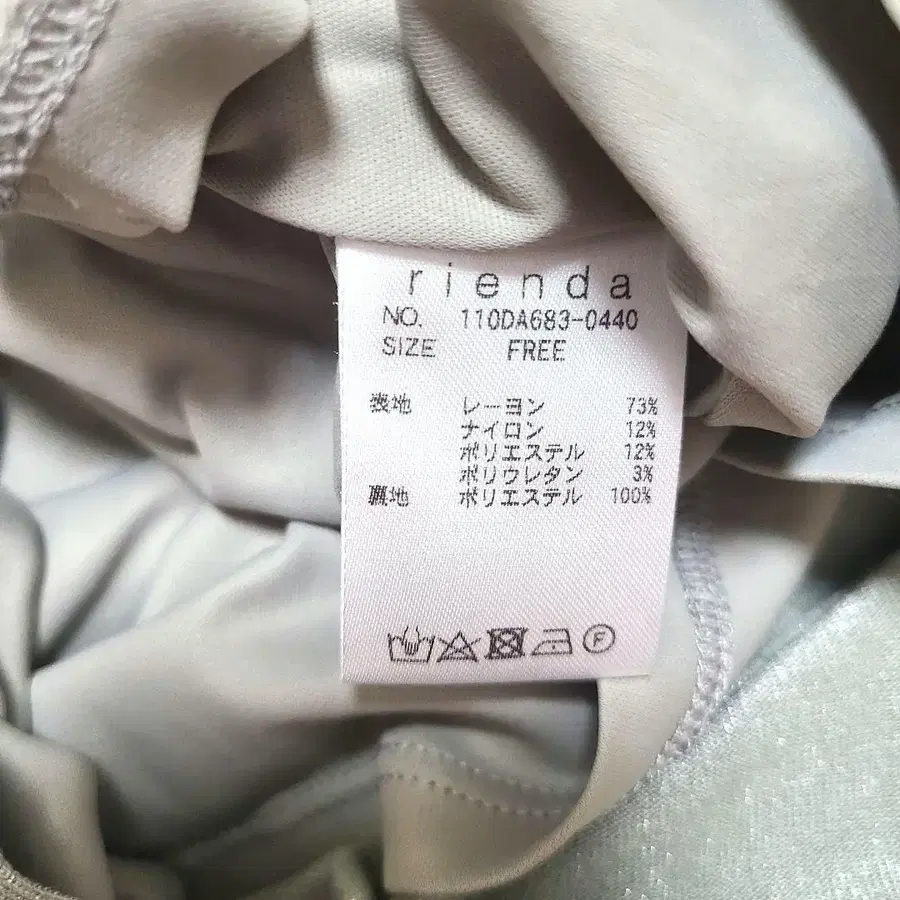 rienda
NO. 110DA683-0440
SIZE FREE
表地 レーヨン 73%
ナイロン 12%
ポリエステル 12%
ポリウレタン 3%
裏地 ポリエステル 100%
F